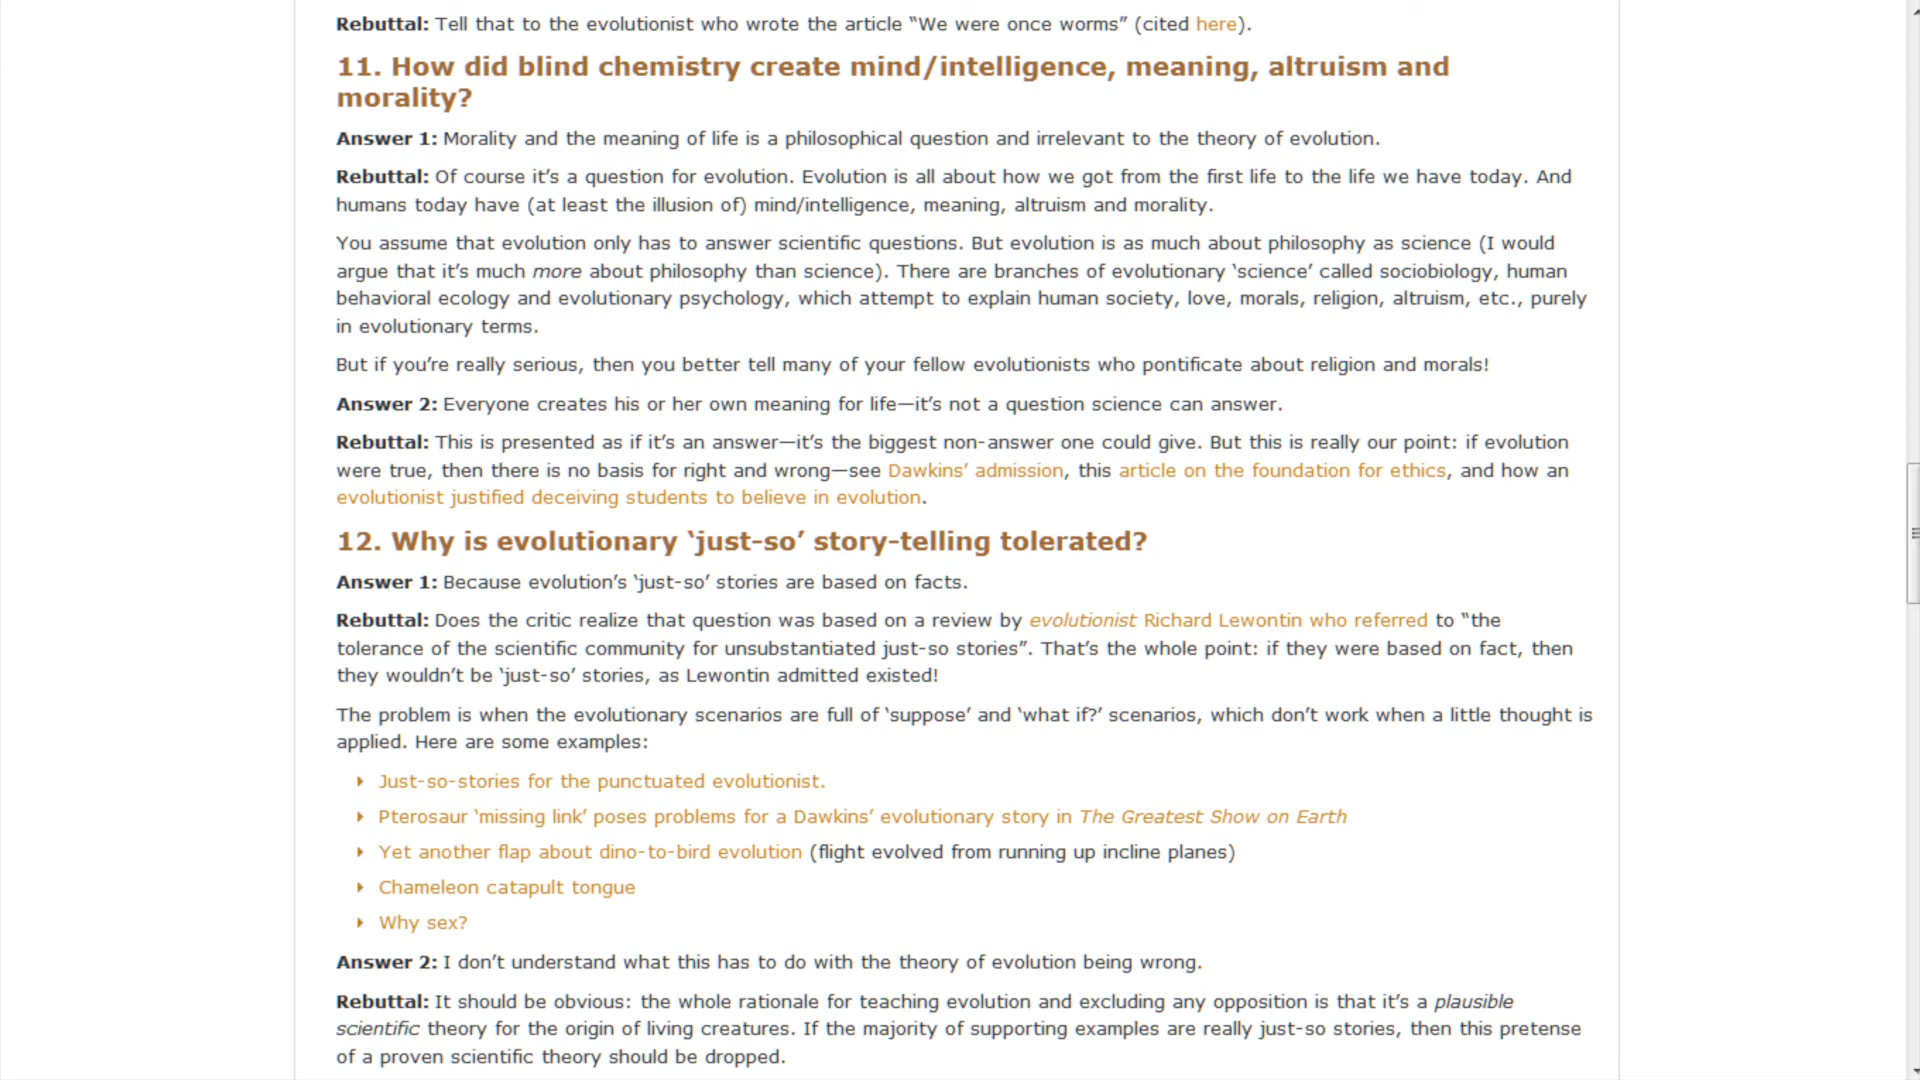 Rebuttal: Tell that to the evolutionist who wrote the article “We were once worms” (cited here).
11. How did blind chemistry create mind/intelligence, meaning, altruism and
morality?
Answer 1: Morality and the meaning of life is a philosophical question and irrelevant to the theory of evolution.
Rebuttal: Of course it’s a question for evolution. Evolution is all about how we got from the first life to the life we have today. And
humans today have (at least the illusion of) mind/intelligence, meaning, altruism and morality.
You assume that evolution only has to answer scientific questions. But evolution is as much about philosophy as science (I would
argue that it’s much more about philosophy than science). There are branches of evolutionary ‘science’ called sociobiology, human
behavioral ecology and evolutionary psychology, which attempt to explain human society, love, morals, religion, altruism, etc., purely
in evolutionary terms.
But if you’re really serious, then you better tell many of your fellow evolutionists who pontificate about religion and morals!
Answer 2: Everyone creates his or her own meaning for life—it’s not a question science can answer.
Rebuttal: This is presented as if it’s an answer—it’s the biggest non-answer one could give. But this is really our point: if evolution
were true, then there is no basis for right and wrong—see Dawkins’ admission, this article on the foundation for ethics, and how an
evolutionist justified deceiving students to believe in evolution.
12. Why is evolutionary ‘just-so’ story-telling tolerated?
Answer 1: Because evolution’s ‘just-so’ stories are based on facts.
Rebuttal: Does the critic realize that question was based on a review by evolutionist Richard Lewontin who referred to “the
tolerance of the scientific community for unsubstantiated just-so stories”. That’s the whole point: if they were based on fact, then
they wouldn’t be ‘just-so’ stories, as Lewontin admitted existed!
The problem is when the evolutionary scenarios are full of ‘suppose’ and ‘what if?’ scenarios, which don’t work when a little thought is
applied. Here are some examples:
Just-so-stories for the punctuated evolutionist.
Pterosaur ‘missing link’ poses problems for a Dawkins’ evolutionary story in The Greatest Show on Earth
Yet another flap about dino-to-bird evolution (flight evolved from running up incline planes)
Chameleon catapult tongue
Why sex?
Answer 2: I don’t understand what this has to do with the theory of evolution being wrong.
Rebuttal: It should be obvious: the whole rationale for teaching evolution and excluding any opposition is that it’s a plausible
scientific theory for the origin of living creatures. If the majority of supporting examples are really just-so stories, then this pretense
of a proven scientific theory should be dropped.